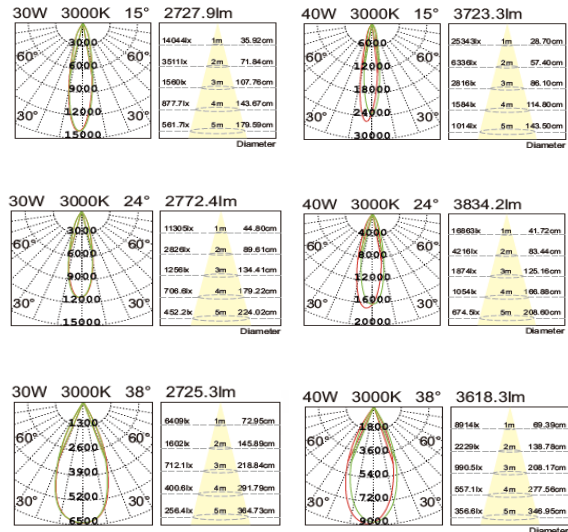 30W 3000K 15° 2727.9lm
3000
6000
9000
12000
15000
60° 60°
30° 30°
14044lx 1m 35.92cm
3511lx 2m 71.84cm
1560lx 3m 107.76cm
877.7lx 4m 143.67cm
561.7lx 5m 179.59cm
Diameter
40W 3000K 15° 3723.3lm
6000
12000
18000
24000
30000
60° 60°
30° 30°
25343lx 1m 28.70cm
6336lx 2m 57.40cm
2816lx 3m 86.10cm
1584lx 4m 114.80cm
1014lx 5m 143.50cm
Diameter
30W 3000K 24° 2772.4lm
3000
6000
9000
12000
15000
60° 60°
30° 30°
11305lx 1m 44.80cm
2826lx 2m 89.61cm
1256lx 3m 134.41cm
706.6lx 4m 179.22cm
452.2lx 5m 224.02cm
Diameter
40W 3000K 24° 3834.2lm
4000
8000
12000
16000
20000
60° 60°
30° 30°
16863lx 1m 41.72cm
4216lx 2m 83.44cm
1874lx 3m 125.16cm
1054lx 4m 166.88cm
674.5lx 5m 208.60cm
Diameter
30W 3000K 38° 2725.3lm
1300
2600
3900
5200
6500
60° 60°
30° 30°
6409lx 1m 72.95cm
1602lx 2m 145.89cm
712.1lx 3m 218.84cm
400.6lx 4m 291.79cm
256.4lx 5m 364.73cm
Diameter
40W 3000K 38° 3618.3lm
1800
3600
5400
7200
9000
60° 60°
30° 30°
8914lx 1m 69.39cm
2229lx 2m 138.78cm
990.5lx 3m 208.17cm
557.1lx 4m 277.56cm
356.6lx 5m 346.95cm
Diameter